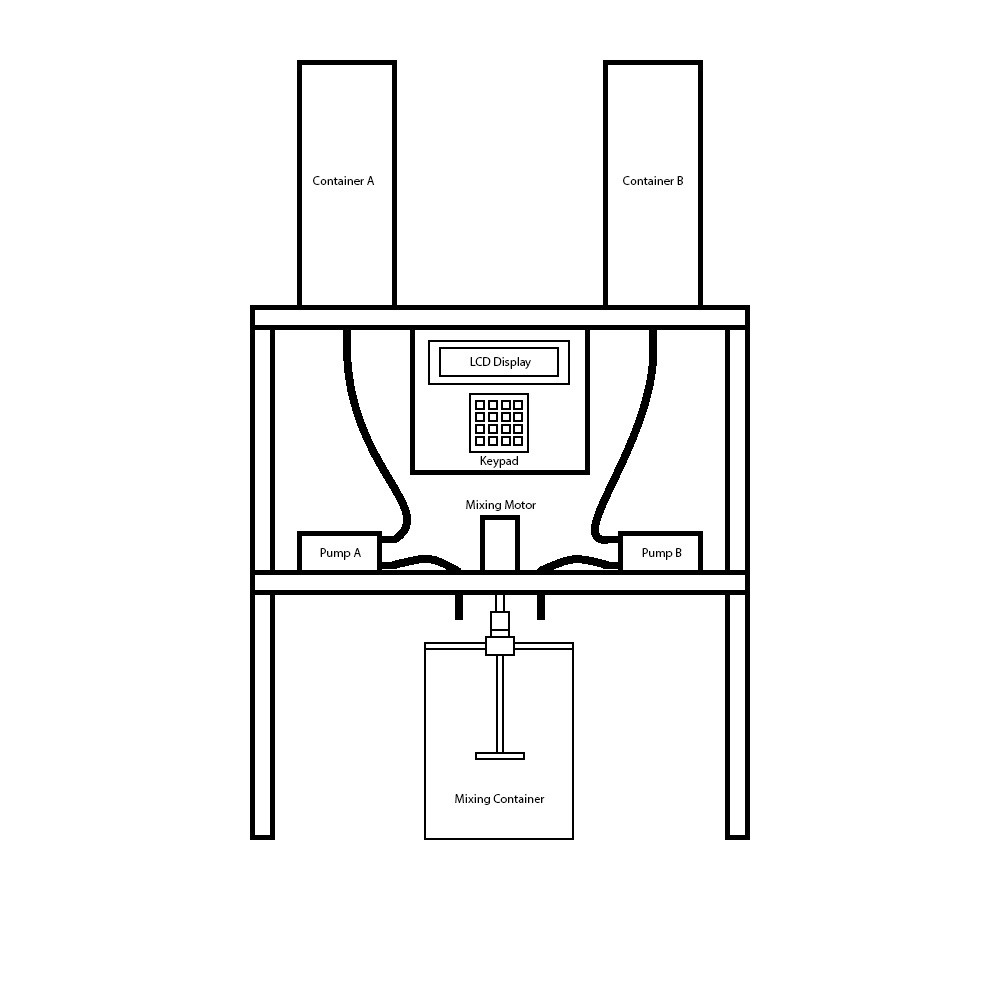 Container A
Container B
LCD Display
Keypad
Mixing Motor
Pump A
Pump B
Mixing Container